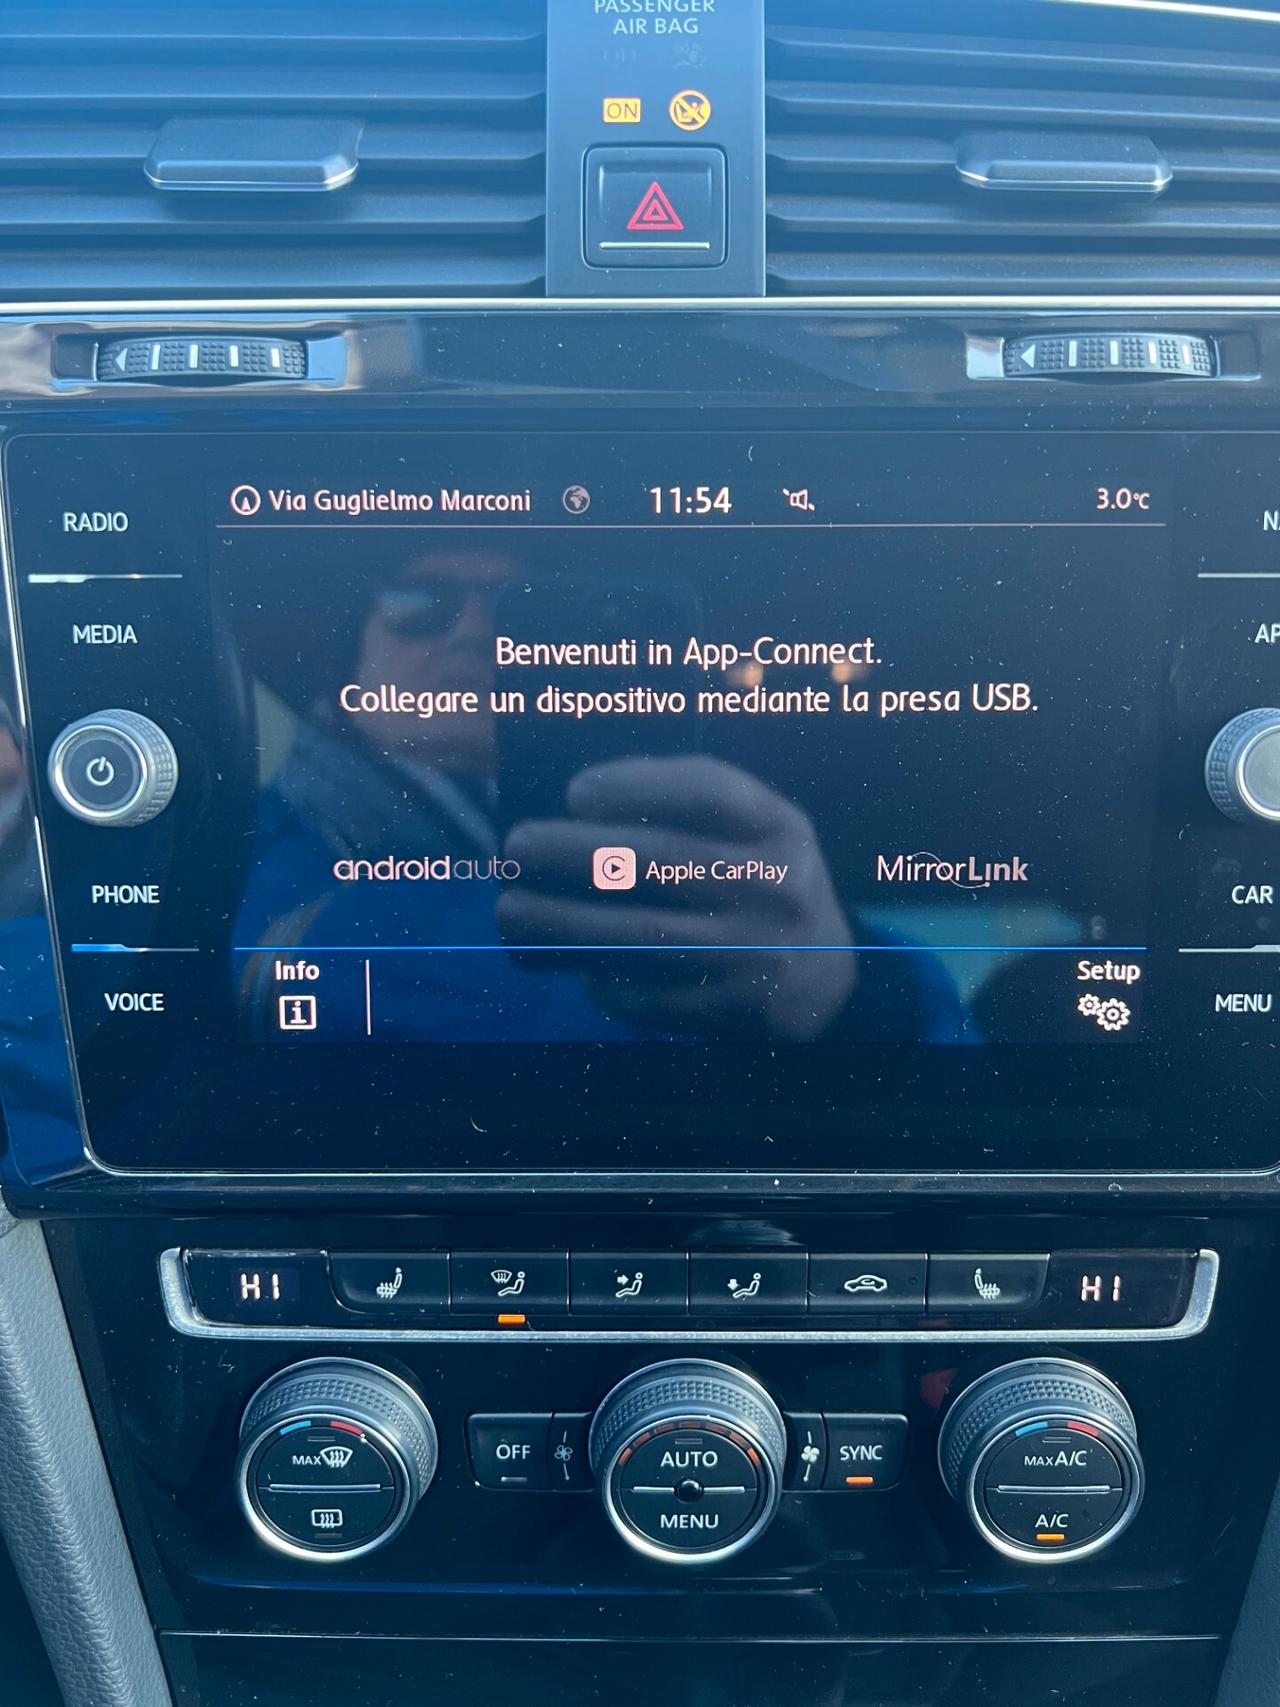 PASSENGER
AIR BAG
OFF
ON
Via Guglielmo Marconi 11:54 3.0°C
RADIO
MEDIA
Benvenuti in App-Connect.
Collegare un dispositivo mediante la presa USB.
androidauto Apple CarPlay MirrorLink
PHONE
CAR
Info Setup
VOICE
MENU
HI HI
OFF AUTO SYNC
MAX MAX A/C
MENU A/C